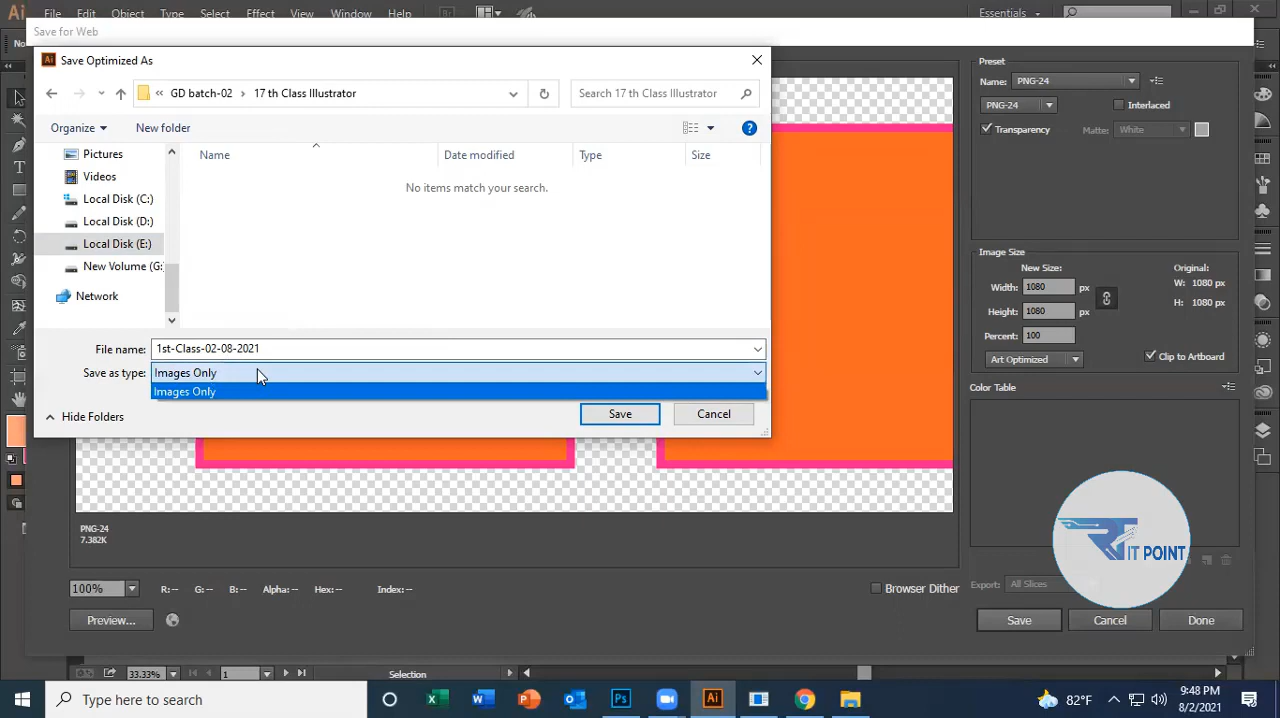 Ai File Edit Object Type Select Effect View Window Help Essentials
Save for Web
Save Optimized As
« GD batch-02 > 17 th Class Illustrator
Search 17 th Class Illustrator
Organize New folder
Name Date modified Type Size
No items match your search.
Pictures
Videos
Local Disk (C:)
Local Disk (D:)
Local Disk (E:)
New Volume (G:
Network
File name: 1st-Class-02-08-2021
Save as type: Images Only
Images Only
Hide Folders
Save Cancel
Preset
Name: PNG-24
PNG-24 Interlaced
Transparency Matte: White
Image Size
New Size: Original:
Width: 1080 px W: 1080 px
Height: 1080 px H: 1080 px
Percent: 100
Art Optimized Clip to Artboard
Color Table
IT POINT
PNG-24
7.382K
100% R: -- G: -- B: -- Alpha: -- Hex: -- Index: --
Browser Dither
Export: All Slices
Preview... Save Cancel Done
33.33% 1 Selection
Type here to search
82°F
9:48 PM
8/2/2021